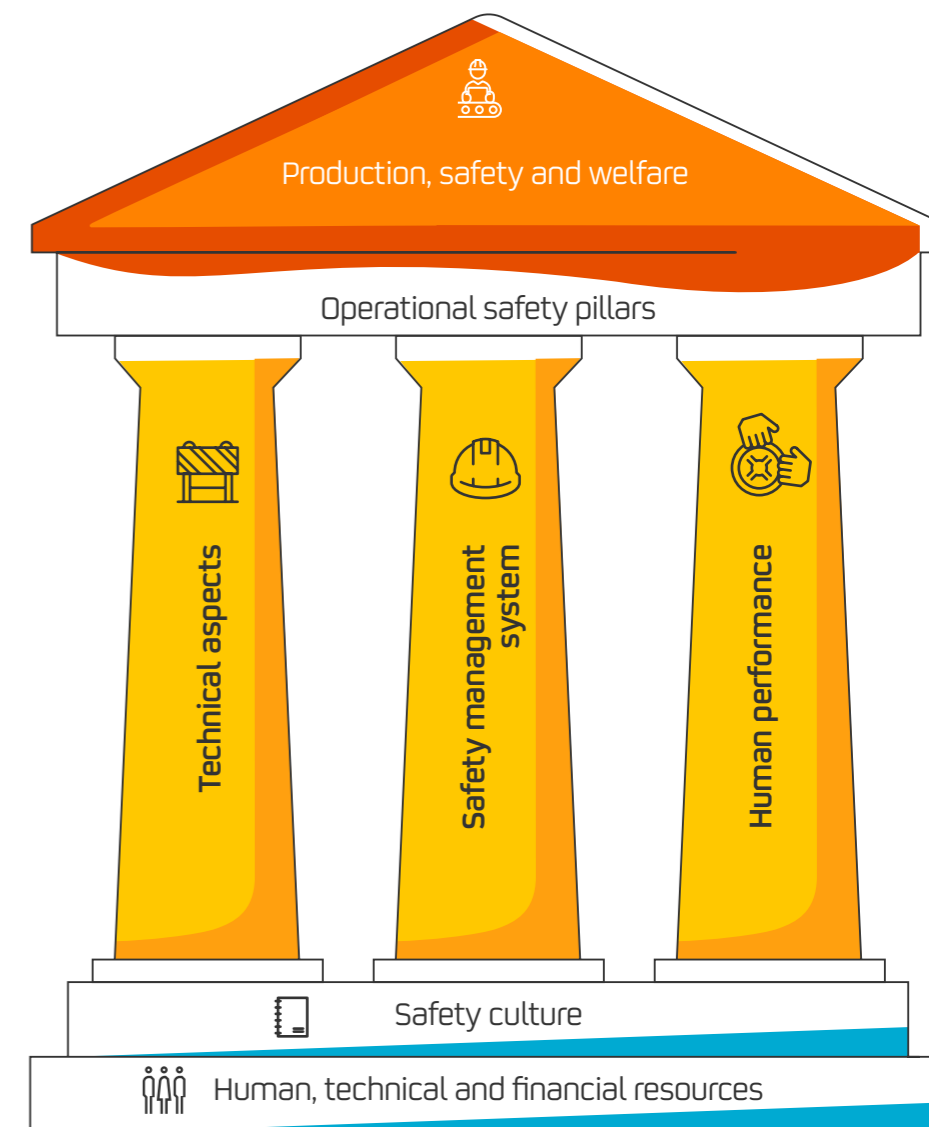 Production, safety and welfare
Operational safety pillars
Technical aspects
Safety management
system
Human performance
Safety culture
Human, technical and financial resources